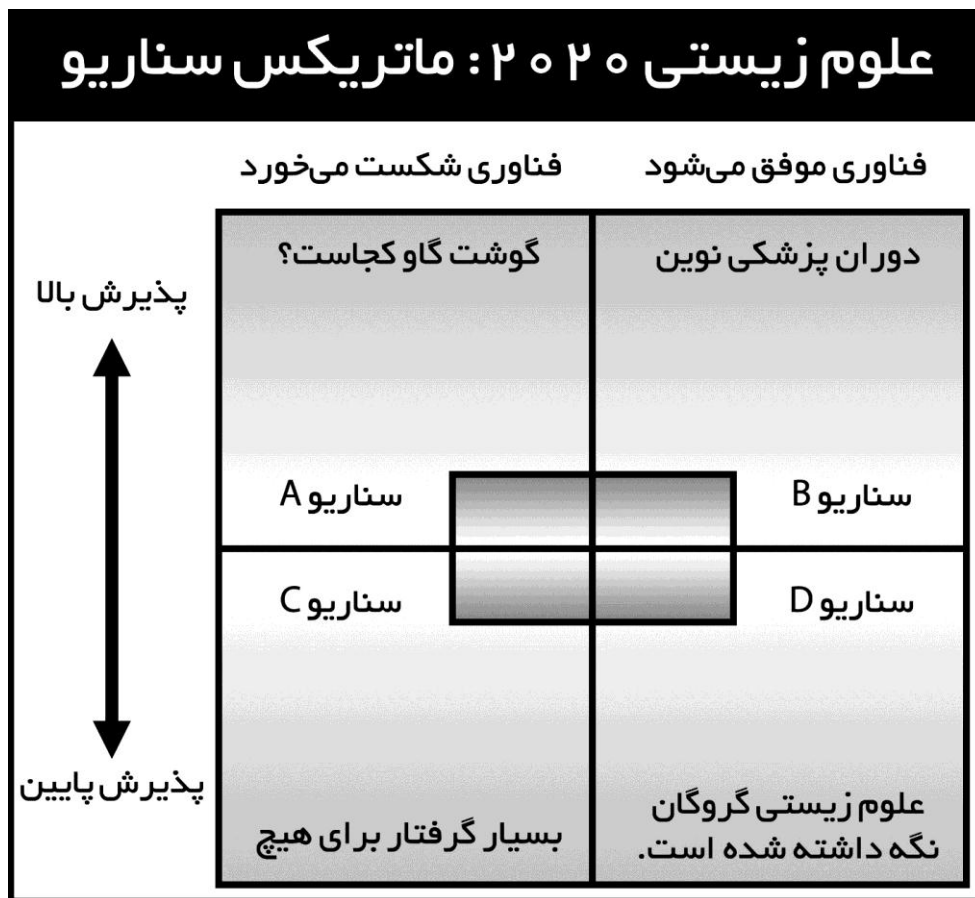 علوم زیستی ۲۰۲۰: ماتریکس سناریو
فناوری موفق می‌شود
فناوری شکست می‌خورد
دوران پزشکی نوین
گوشت گاو کجاست؟
پذیرش بالا
سناریو B
سناریو A
سناریو D
سناریو C
پذیرش پایین
علوم زیستی گروگان
نگه داشته شده است.
بسیار گرفتار برای هیچ